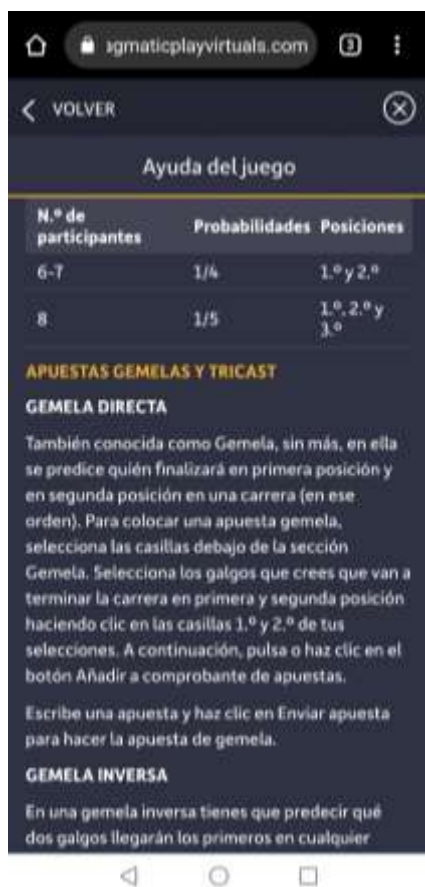 agmaticplayvirtuals.com
3
VOLVER
Ayuda del juego
N.º de participantes Probabilidades Posiciones
6-7 1/4 1.º y 2.º
8 1/5 1.º, 2.º y 3.º
APUESTAS GEMELAS Y TRICAST
GEMELA DIRECTA
También conocida como Gemela, sin más, en ella
se predice quién finalizará en primera posición y
en segunda posición en una carrera (en ese
orden). Para colocar una apuesta gemela,
selecciona las casillas debajo de la sección
Gemela. Selecciona los galgos que crees que van a
terminar la carrera en primera y segunda posición
haciendo clic en las casillas 1.º y 2.º de tus
selecciones. A continuación, pulsa o haz clic en el
botón Añadir a comprobante de apuestas.
Escribe una apuesta y haz clic en Enviar apuesta
para hacer la apuesta de gemela.
GEMELA INVERSA
En una gemela inversa tienes que predecir qué
dos galgos llegarán los primeros en cualquier